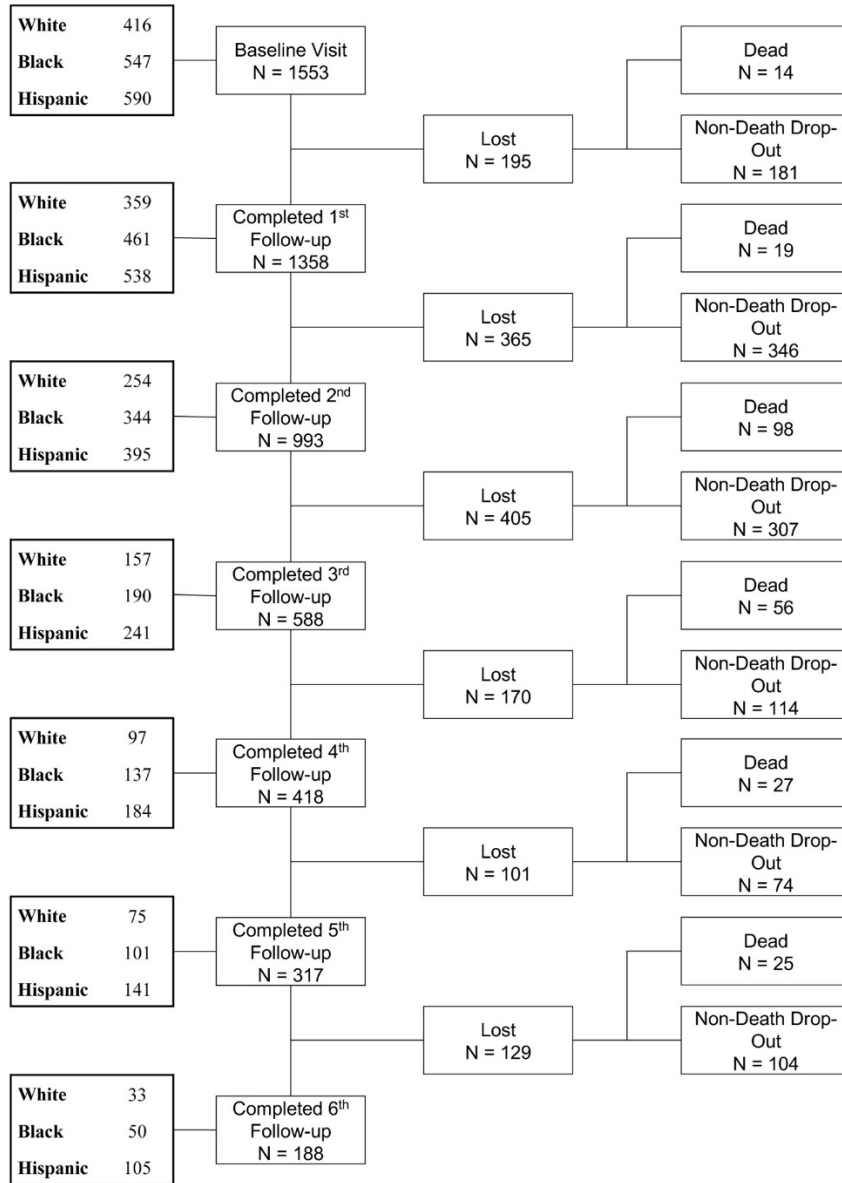 White 416
Black 547
Hispanic 590
Baseline Visit
N = 1553
Dead
N = 14
Lost
N = 195
Non-Death Drop-
Out
N = 181
White 359
Black 461
Hispanic 538
Completed 1st
Follow-up
N = 1358
Dead
N = 19
Lost
N = 365
Non-Death Drop-
Out
N = 346
White 254
Black 344
Hispanic 395
Completed 2nd
Follow-up
N = 993
Dead
N = 98
Lost
N = 405
Non-Death Drop-
Out
N = 307
White 157
Black 190
Hispanic 241
Completed 3rd
Follow-up
N = 588
Dead
N = 56
Lost
N = 170
Non-Death Drop-
Out
N = 114
White 97
Black 137
Hispanic 184
Completed 4th
Follow-up
N = 418
Dead
N = 27
Lost
N = 101
Non-Death Drop-
Out
N = 74
White 75
Black 101
Hispanic 141
Completed 5th
Follow-up
N = 317
Dead
N = 25
Lost
N = 129
Non-Death Drop-
Out
N = 104
White 33
Black 50
Hispanic 105
Completed 6th
Follow-up
N = 188